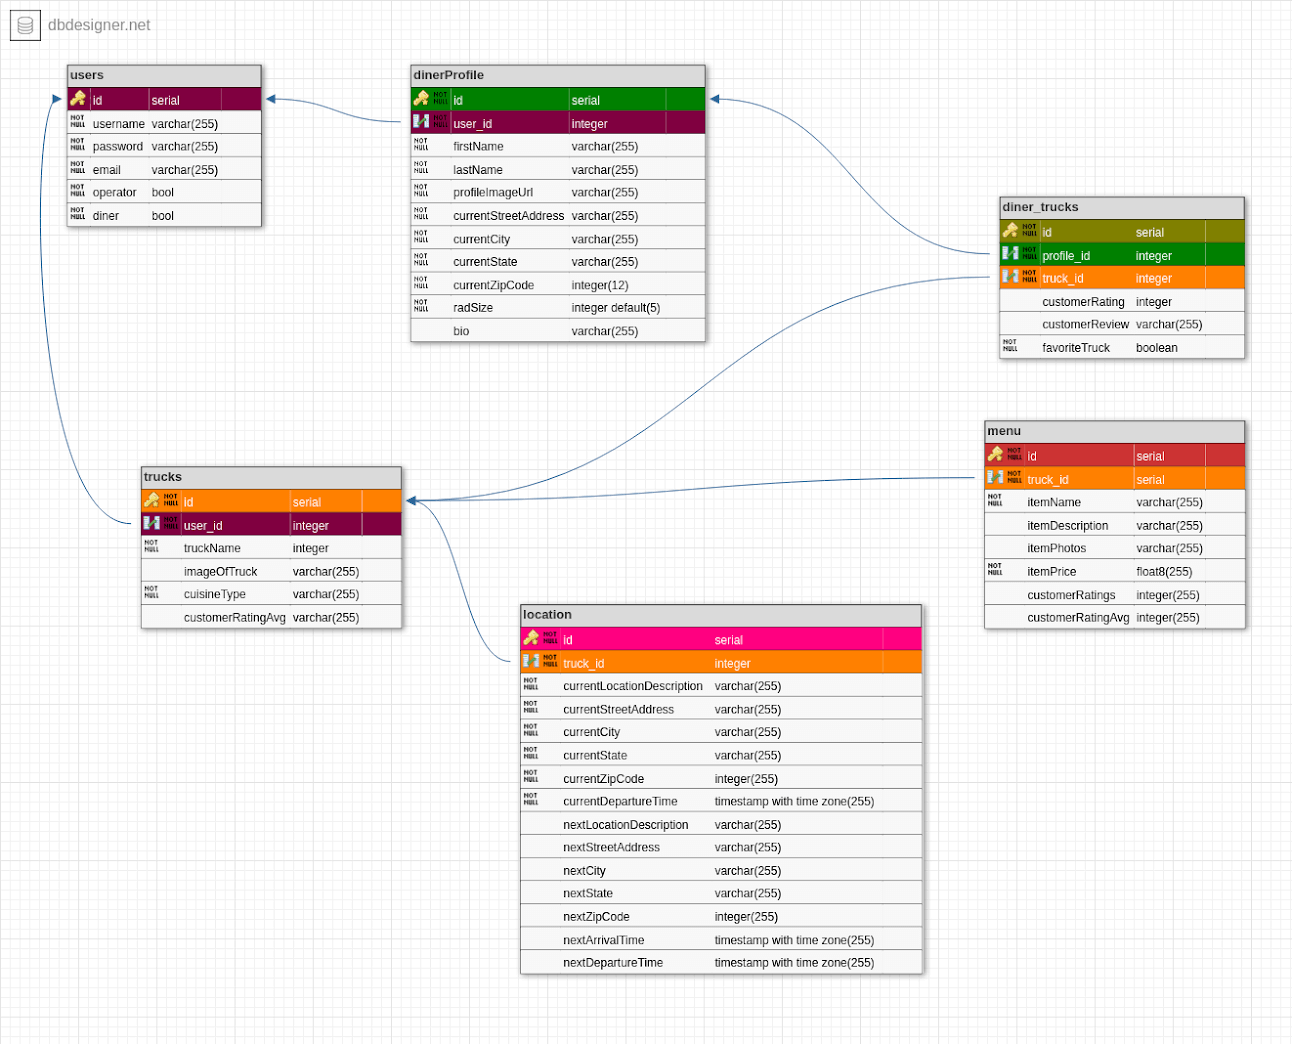 dbdesigner.net
users
id serial
NOT NULL username varchar(255)
NOT NULL password varchar(255)
NOT NULL email varchar(255)
NOT NULL operator bool
NOT NULL diner bool
dinerProfile
NOT NULL id serial
NOT NULL user_id integer
NOT NULL firstName varchar(255)
NOT NULL lastName varchar(255)
NOT NULL profileImageUrl varchar(255)
NOT NULL currentStreetAddress varchar(255)
NOT NULL currentCity varchar(255)
NOT NULL currentState varchar(255)
NOT NULL currentZipCode integer(12)
NOT NULL radSize integer default(5)
bio varchar(255)
diner_trucks
NOT NULL id serial
NOT NULL profile_id integer
NOT NULL truck_id integer
customerRating integer
customerReview varchar(255)
NOT NULL favoriteTruck boolean
menu
NOT NULL id serial
NOT NULL truck_id serial
NOT NULL itemName varchar(255)
itemDescription varchar(255)
itemPhotos varchar(255)
NOT NULL itemPrice float8(255)
customerRatings integer(255)
customerRatingAvg integer(255)
trucks
NOT NULL id serial
NOT NULL user_id integer
NOT NULL truckName integer
imageOfTruck varchar(255)
NOT NULL cuisineType varchar(255)
customerRatingAvg varchar(255)
location
NOT NULL id serial
NOT NULL truck_id integer
NOT NULL currentLocationDescription varchar(255)
NOT NULL currentStreetAddress varchar(255)
NOT NULL currentCity varchar(255)
NOT NULL currentState varchar(255)
NOT NULL currentZipCode integer(255)
NOT NULL currentDepartureTime timestamp with time zone(255)
nextLocationDescription varchar(255)
nextStreetAddress varchar(255)
nextCity varchar(255)
nextState varchar(255)
nextZipCode integer(255)
nextArrivalTime timestamp with time zone(255)
nextDepartureTime timestamp with time zone(255)